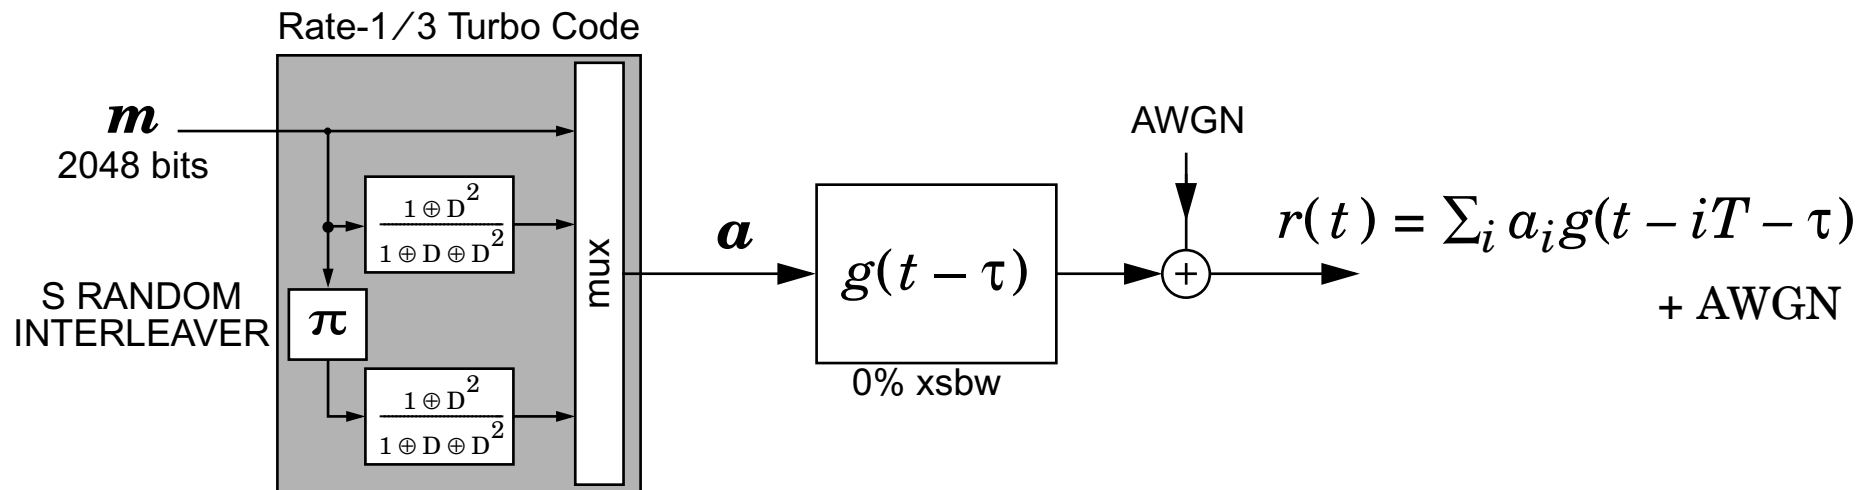 Rate-1/3 Turbo Code
m
2048 bits
1 ⊕ D²
1 ⊕ D ⊕ D²
S RANDOM
INTERLEAVER
π
1 ⊕ D²
1 ⊕ D ⊕ D²
mux
a
g(t – τ)
0% xsbw
AWGN
+
r(t) = ∑ᵢ aᵢg(t – iT – τ)
+ AWGN